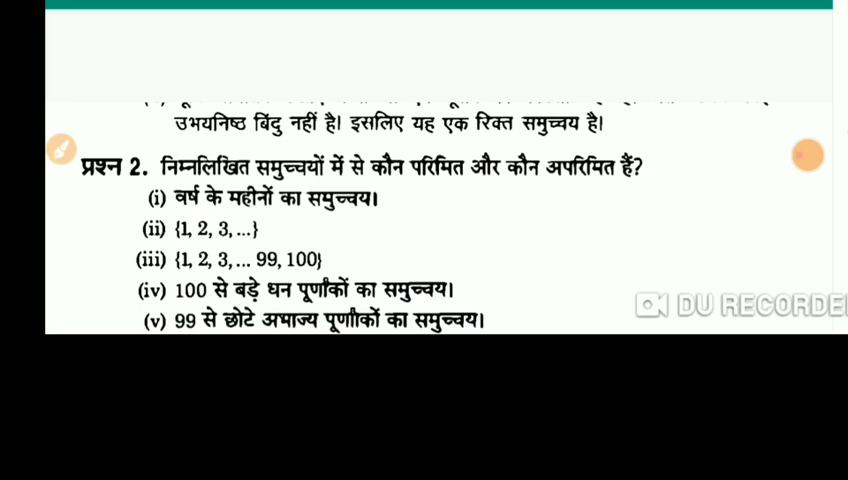 उभयनिष्ठ बिंदु नहीं है। इसलिए यह एक रिक्त समुच्चय है।
प्रश्न 2. निम्नलिखित समुच्चयों में से कौन परिमित और कौन अपरिमित हैं?
(i) वर्ष के महीनों का समुच्चय।
(ii) {1, 2, 3,...}
(iii) {1, 2, 3,... 99, 100}
(iv) 100 से बड़े धन पूर्णांकों का समुच्चय।
(v) 99 से छोटे अभाज्य पूर्णांकों का समुच्चय।
DU RECORDE